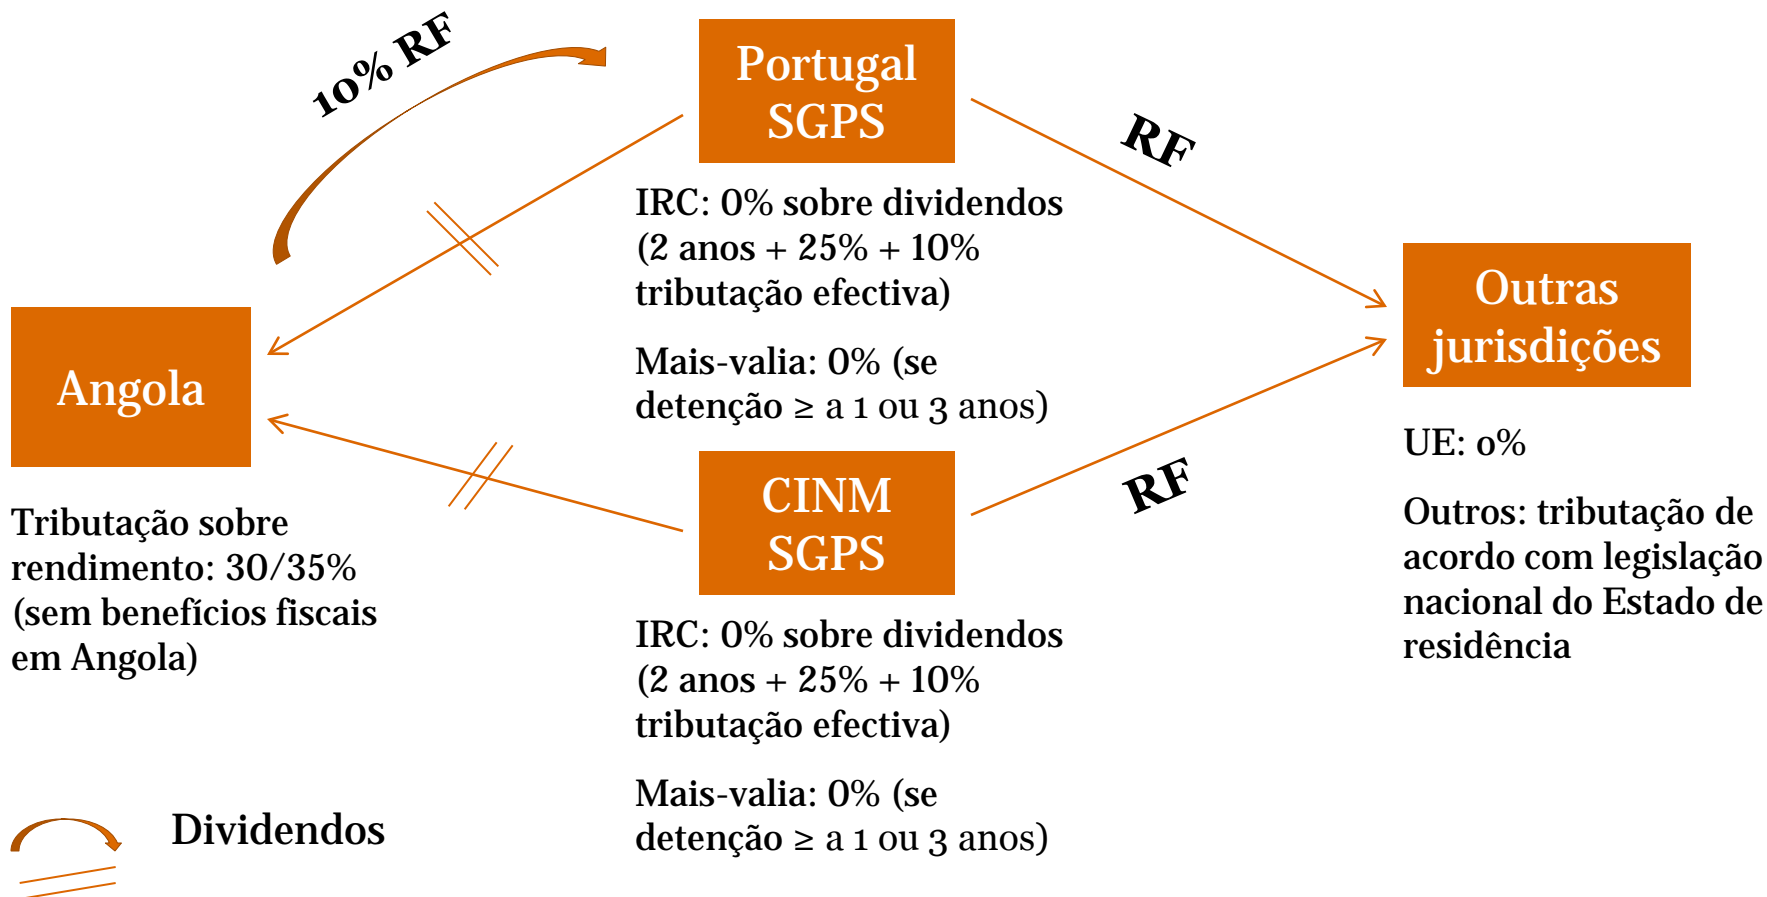 10% RF
Portugal
SGPS
RF
IRC: 0% sobre dividendos
(2 anos + 25% + 10%
tributação efectiva)
Mais-valia: 0% (se
detenção ≥ a 1 ou 3 anos)
Angola
Tributação sobre
rendimento: 30/35%
(sem benefícios fiscais
em Angola)
Outras
jurisdições
UE: 0%
Outros: tributação de
acordo com legislação
nacional do Estado de
residência
CINM
SGPS
RF
IRC: 0% sobre dividendos
(2 anos + 25% + 10%
tributação efectiva)
Mais-valia: 0% (se
detenção ≥ a 1 ou 3 anos)
Dividendos